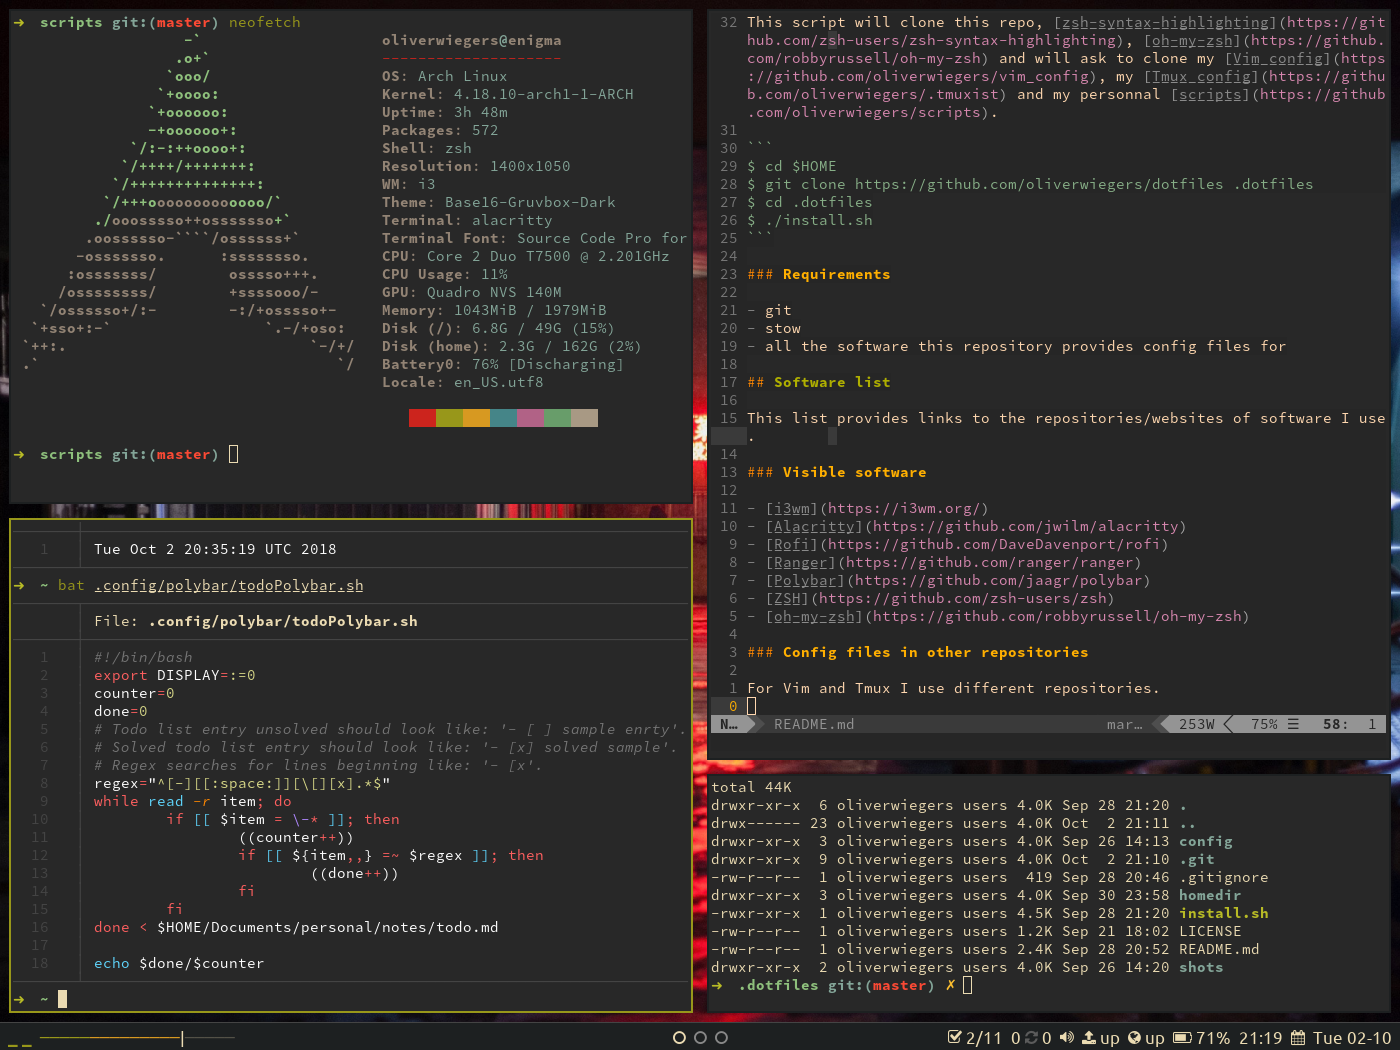 ➜ scripts git:(master) neofetch
oliverwiegers@enigma
-------------------
OS: Arch Linux
Kernel: 4.18.10-arch1-1-ARCH
Uptime: 3h 48m
Packages: 572
Shell: zsh
Resolution: 1400x1050
WM: i3
Theme: Base16-Gruvbox-Dark
Terminal: alacritty
Terminal Font: Source Code Pro for
CPU: Core 2 Duo T7500 @ 2.201GHz
CPU Usage: 11%
GPU: Quadro NVS 140M
Memory: 1043MiB / 1979MiB
Disk (/): 6.8G / 49G (15%)
Disk (home): 2.3G / 162G (2%)
Battery0: 76% [Discharging]
Locale: en_US.utf8
➜ scripts git:(master)
1 Tue Oct 2 20:35:19 UTC 2018
➜ ~ bat .config/polybar/todoPolybar.sh
File: .config/polybar/todoPolybar.sh
1 #!/bin/bash
2 export DISPLAY=:=0
3 counter=0
4 done=0
5 # Todo list entry unsolved should look like: '- [ ] sample enrty'.
6 # Solved todo list entry should look like: '- [x] solved sample'.
7 # Regex searches for lines beginning like: '- [x'.
8 regex="^[-][[:space:]][\[][x].*$"
9 while read -r item; do
10 if [[ $item = \-* ]]; then
11 ((counter++))
12 if [[ ${item,,} =~ $regex ]]; then
13 ((done++))
14 fi
15 fi
16 done < $HOME/Documents/personal/notes/todo.md
17
18 echo $done/$counter
➜ ~
32 This script will clone this repo, [zsh-syntax-highlighting](https://git
hub.com/zsh-users/zsh-syntax-highlighting), [oh-my-zsh](https://github.
com/robbyrussell/oh-my-zsh) and will ask to clone my [Vim_config](https
://github.com/oliverwiegers/vim_config), my [Tmux_config](https://githu
b.com/oliverwiegers/.tmuxist) and my personnal [scripts](https://github
.com/oliverwiegers/scripts).
31
30 ```
29 $ cd $HOME
28 $ git clone https://github.com/oliverwiegers/dotfiles .dotfiles
27 $ cd .dotfiles
26 $ ./install.sh
25 ```
24
23 ### Requirements
22
21 - git
20 - stow
19 - all the software this repository provides config files for
18
17 ## Software list
16
15 This list provides links to the repositories/websites of software I use
.
14
13 ### Visible software
12
11 - [i3wm](https://i3wm.org/)
10 - [Alacritty](https://github.com/jwilm/alacritty)
9 - [Rofi](https://github.com/DaveDavenport/rofi)
8 - [Ranger](https://github.com/ranger/ranger)
7 - [Polybar](https://github.com/jaagr/polybar)
6 - [ZSH](https://github.com/zsh-users/zsh)
5 - [oh-my-zsh](https://github.com/robbyrussell/oh-my-zsh)
4
3 ### Config files in other repositories
2
1 For Vim and Tmux I use different repositories.
0
N… README.md mar… 253W 75% ☰ 58: 1
total 44K
drwxr-xr-x 6 oliverwiegers users 4.0K Sep 28 21:20 .
drwx------ 23 oliverwiegers users 4.0K Oct 2 21:11 ..
drwxr-xr-x 3 oliverwiegers users 4.0K Sep 26 14:13 config
drwxr-xr-x 9 oliverwiegers users 4.0K Oct 2 21:10 .git
-rw-r--r-- 1 oliverwiegers users 419 Sep 28 20:46 .gitignore
drwxr-xr-x 3 oliverwiegers users 4.0K Sep 30 23:58 homedir
-rwxr-xr-x 1 oliverwiegers users 4.5K Sep 28 21:20 install.sh
-rw-r--r-- 1 oliverwiegers users 1.2K Sep 21 18:02 LICENSE
-rw-r--r-- 1 oliverwiegers users 2.4K Sep 28 20:52 README.md
drwxr-xr-x 2 oliverwiegers users 4.0K Sep 26 14:20 shots
➜ .dotfiles git:(master) ✗
2/11 0 0 up up 71% 21:19 Tue 02-10